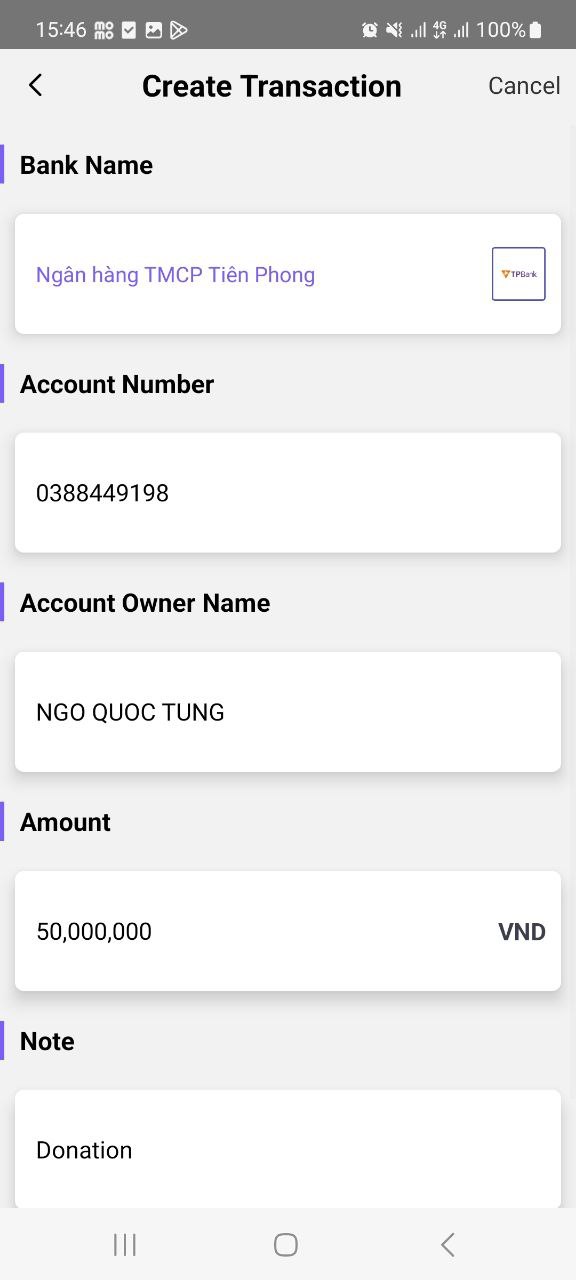 15:46 mo mo 4G 100%
Create Transaction Cancel
Bank Name
Ngân hàng TMCP Tiên Phong TPBank
Account Number
0388449198
Account Owner Name
NGO QUOC TUNG
Amount
50,000,000 VND
Note
Donation